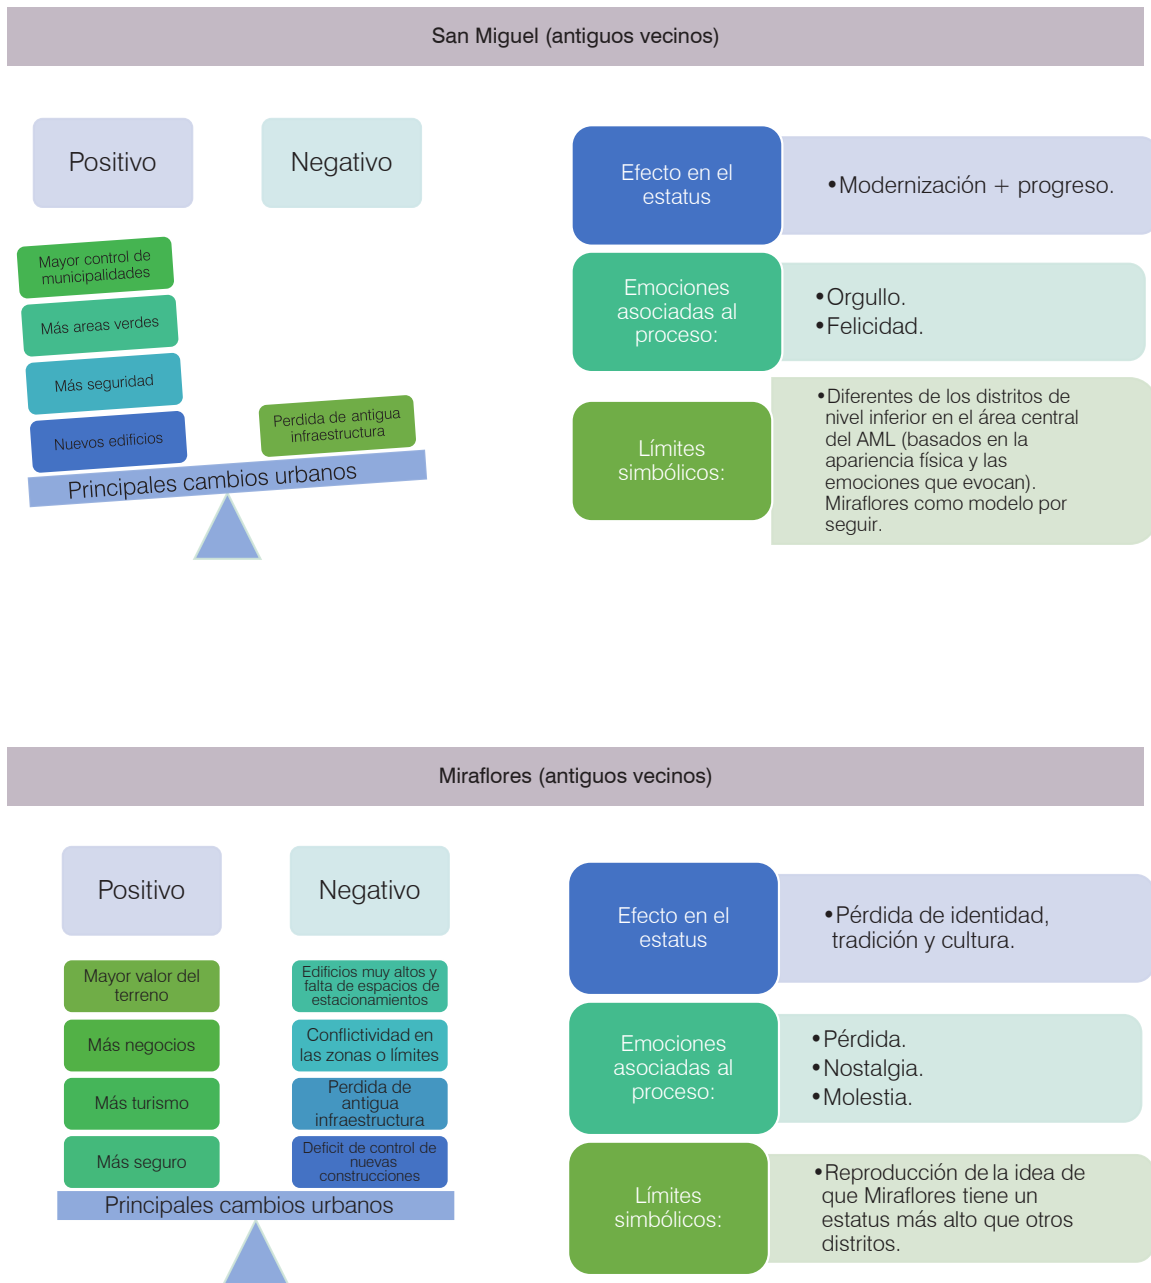 San Miguel (antiguos vecinos)
Positivo
Negativo
Mayor control de
municipalidades
Más areas verdes
Más seguridad
Nuevos edificios
Perdida de antigua
infraestructura
Principales cambios urbanos
Efecto en el
estatus
•Modernización + progreso.
Emociones
asociadas al
proceso:
•Orgullo.
•Felicidad.
Límites
simbólicos:
•Diferentes de los distritos de
nivel inferior en el área central
del AML (basados en la
apariencia física y las
emociones que evocan).
Miraflores como modelo por
seguir.
Miraflores (antiguos vecinos)
Positivo
Negativo
Mayor valor del
terreno
Más negocios
Más turismo
Más seguro
Edificios muy altos y
falta de espacios de
estacionamientos
Conflictividad en
las zonas o límites
Perdida de
antigua
infraestructura
Deficit de control de
nuevas
construcciones
Principales cambios urbanos
Efecto en el
estatus
•Pérdida de identidad,
tradición y cultura.
Emociones
asociadas al
proceso:
•Pérdida.
•Nostalgia.
•Molestia.
Límites
simbólicos:
•Reproducción de la idea de
que Miraflores tiene un
estatus más alto que otros
distritos.